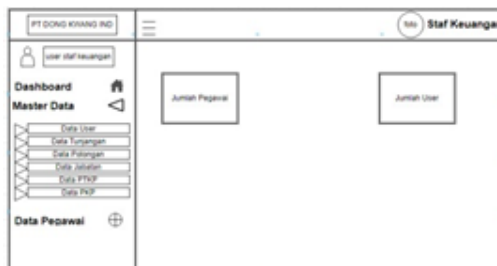 PT DONG KWANG IND
foto
Staf Keuangan
user staf keuangan
Dashboard
Master Data
Jumlah Pegawai
Jumlah User
Data User
Data Tunjangan
Data Potongan
Data Jabatan
Data PTKP
Data PKP
Data Pegawai